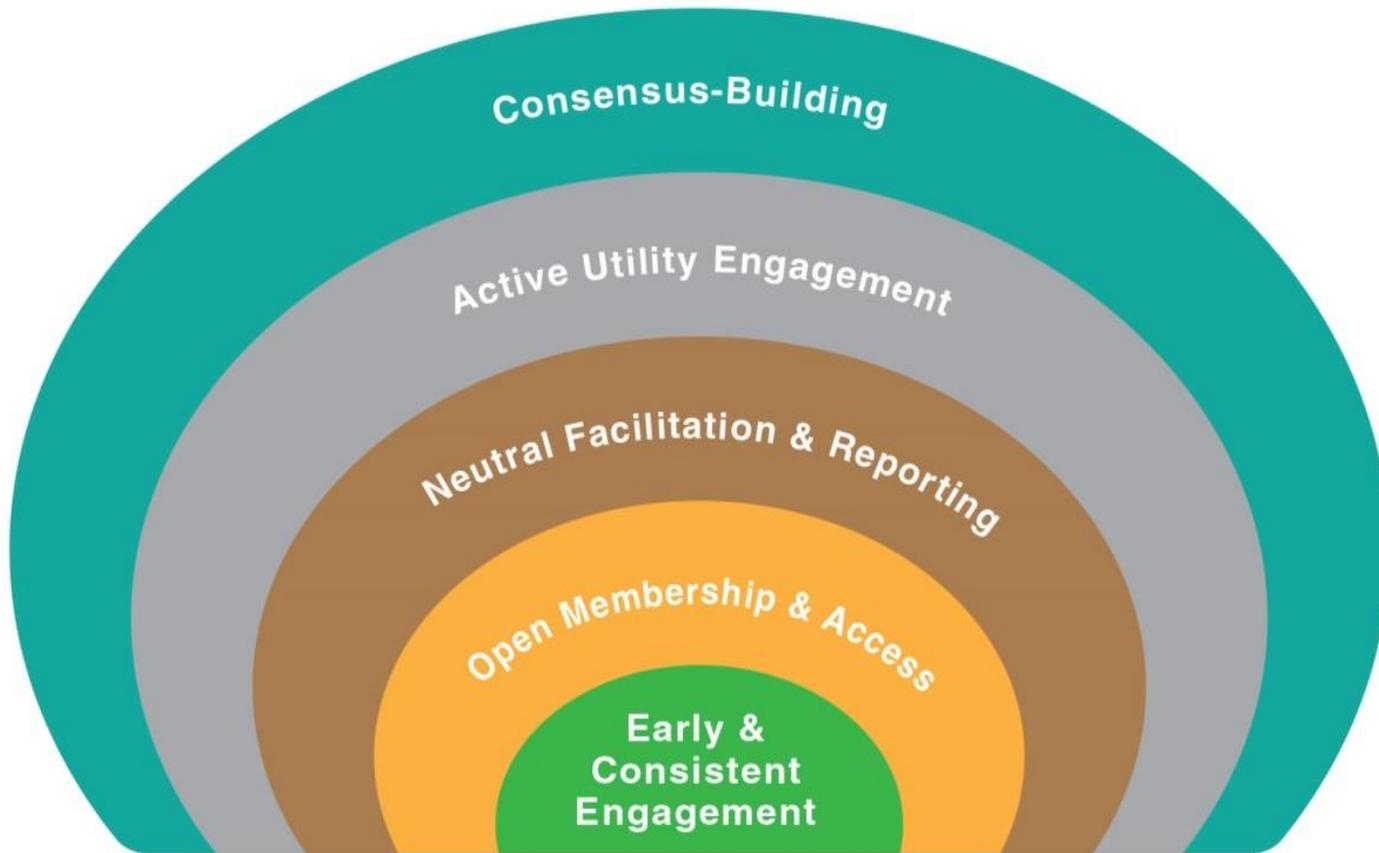 Consensus-Building
Active Utility Engagement
Neutral Facilitation & Reporting
Open Membership & Access
Early &
Consistent
Engagement